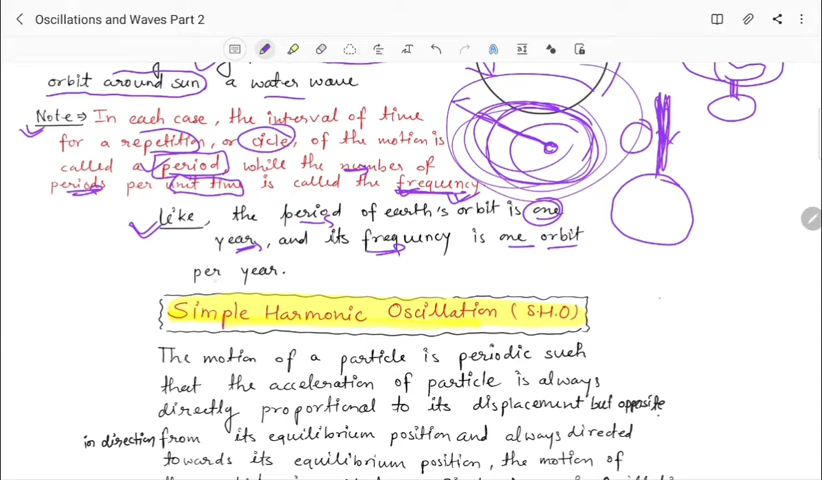 Oscillations and Waves Part 2
orbit around sun a water wave
Note⇒ In each case, the interval of time
for a repetition, or cicle, of the motion is
called a period, while the number of
periods per unit time is called the frequency
like, the period of earth's orbit is one
year, and its frequency is one orbit
per year.
Simple Harmonic Oscillation (S.H.O)
The motion of a particle is periodic such
that the acceleration of particle is always
directly proportional to its displacement but opposite
in direction from its equilibrium position and always directed
towards its equilibrium position, the motion of